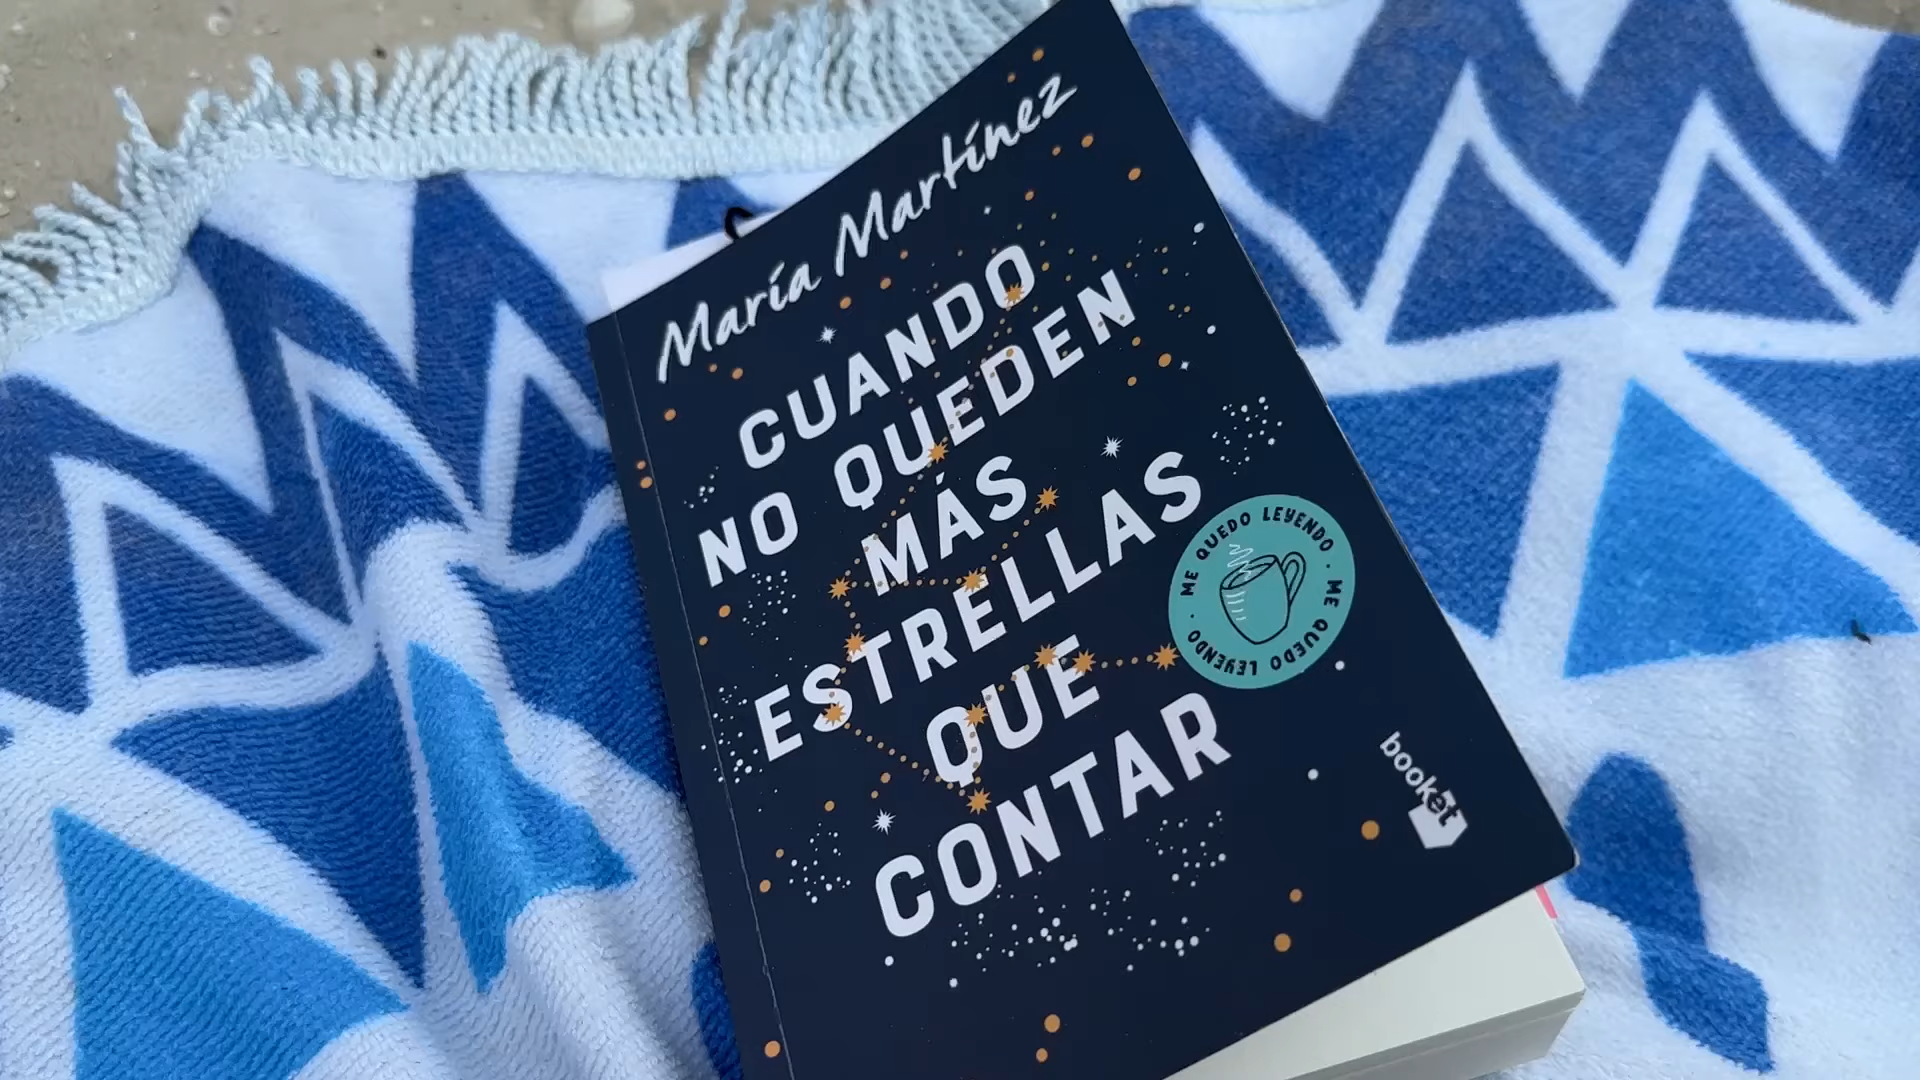 María Martínez
CUANDO
NO QUEDEN
MÁS
ESTRELLAS
QUE
CONTAR
ME QUEDO LEYENDO · ME QUEDO LEYENDO ·
booket